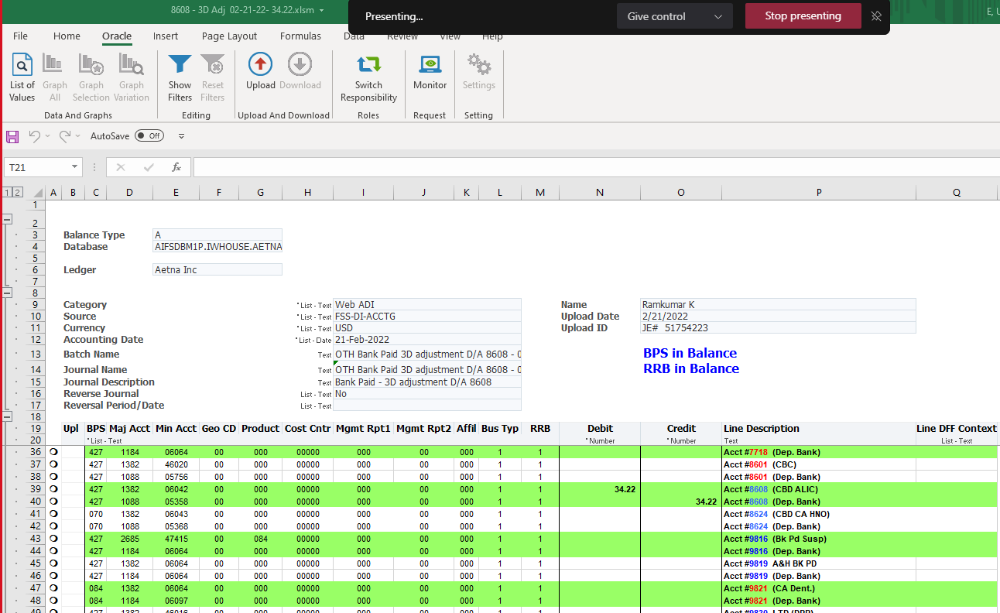 8608 - 3D Adj 02-21-22- 34.22.xlsm
Presenting...
Give control
Stop presenting
File Home Oracle Insert Page Layout Formulas Data Review View Help
List of Values
Graph All
Graph Selection
Graph Variation
Show Filters
Reset Filters
Upload
Download
Switch Responsibility
Monitor
Settings
Data And Graphs Editing Upload And Download Roles Request Setting
AutoSave Off
T21 fx
1 2 A B C D E F G H I J K L M N O P Q
1
2
3 Balance Type A
4 Database AIFSDBM1P.IWHOUSE.AETNA
5
6 Ledger Aetna Inc
7
8
9 Category * List - Text Web ADI Name Ramkumar K
10 Source * List - Text FSS-DI-ACCTG Upload Date 2/21/2022
11 Currency * List - Text USD Upload ID JE# 51754223
12 Accounting Date * List - Date 21-Feb-2022
13 Batch Name Text OTH Bank Paid 3D adjustment D/A 8608 - 0 BPS in Balance
14 Journal Name Text OTH Bank Paid 3D adjustment D/A 8608 - 0 RRB in Balance
15 Journal Description Text Bank Paid - 3D adjustment D/A 8608
16 Reverse Journal List - Text No
17 Reversal Period/Date List - Text
18
19 Upl BPS Maj Acct Min Acct Geo CD Product Cost Cntr Mgmt Rpt1 Mgmt Rpt2 Affil Bus Typ RRB Debit Credit Line Description Line DFF Context
20 * List - Text * Number * Number Text List - Text
36 427 1184 06064 00 000 00000 000 00 000 1 1 Acct #7718 (Dep. Bank)
37 427 1382 46020 00 000 00000 000 00 000 1 1 Acct #8601 (CBC)
38 427 1088 05756 00 000 00000 000 00 000 1 1 Acct #8601 (Dep. Bank)
39 427 1382 06042 00 000 00000 000 00 000 1 1 34.22 Acct #8608 (CBD ALIC)
40 427 1088 05358 00 000 00000 000 00 000 1 1 34.22 Acct #8608 (Dep. Bank)
41 070 1382 06043 00 000 00000 000 00 000 1 1 Acct #8624 (CBD CA HNO)
42 070 1088 05368 00 000 00000 000 00 000 1 1 Acct #8624 (Dep. Bank)
43 427 2685 47415 00 084 00000 000 00 000 1 1 Acct #9816 (Bk Pd Susp)
44 427 1184 06064 00 000 00000 000 00 000 1 1 Acct #9816 (Dep. Bank)
45 427 1382 06064 00 000 00000 000 00 000 1 1 Acct #9819 A&H BK PD
46 427 1184 06064 00 000 00000 000 00 000 1 1 Acct #9819 (Dep. Bank)
47 084 1382 06064 00 000 00000 000 00 000 1 1 Acct #9821 (CA Dent.)
48 084 1184 06097 00 000 00000 000 00 000 1 1 Acct #9821 (Dep. Bank)